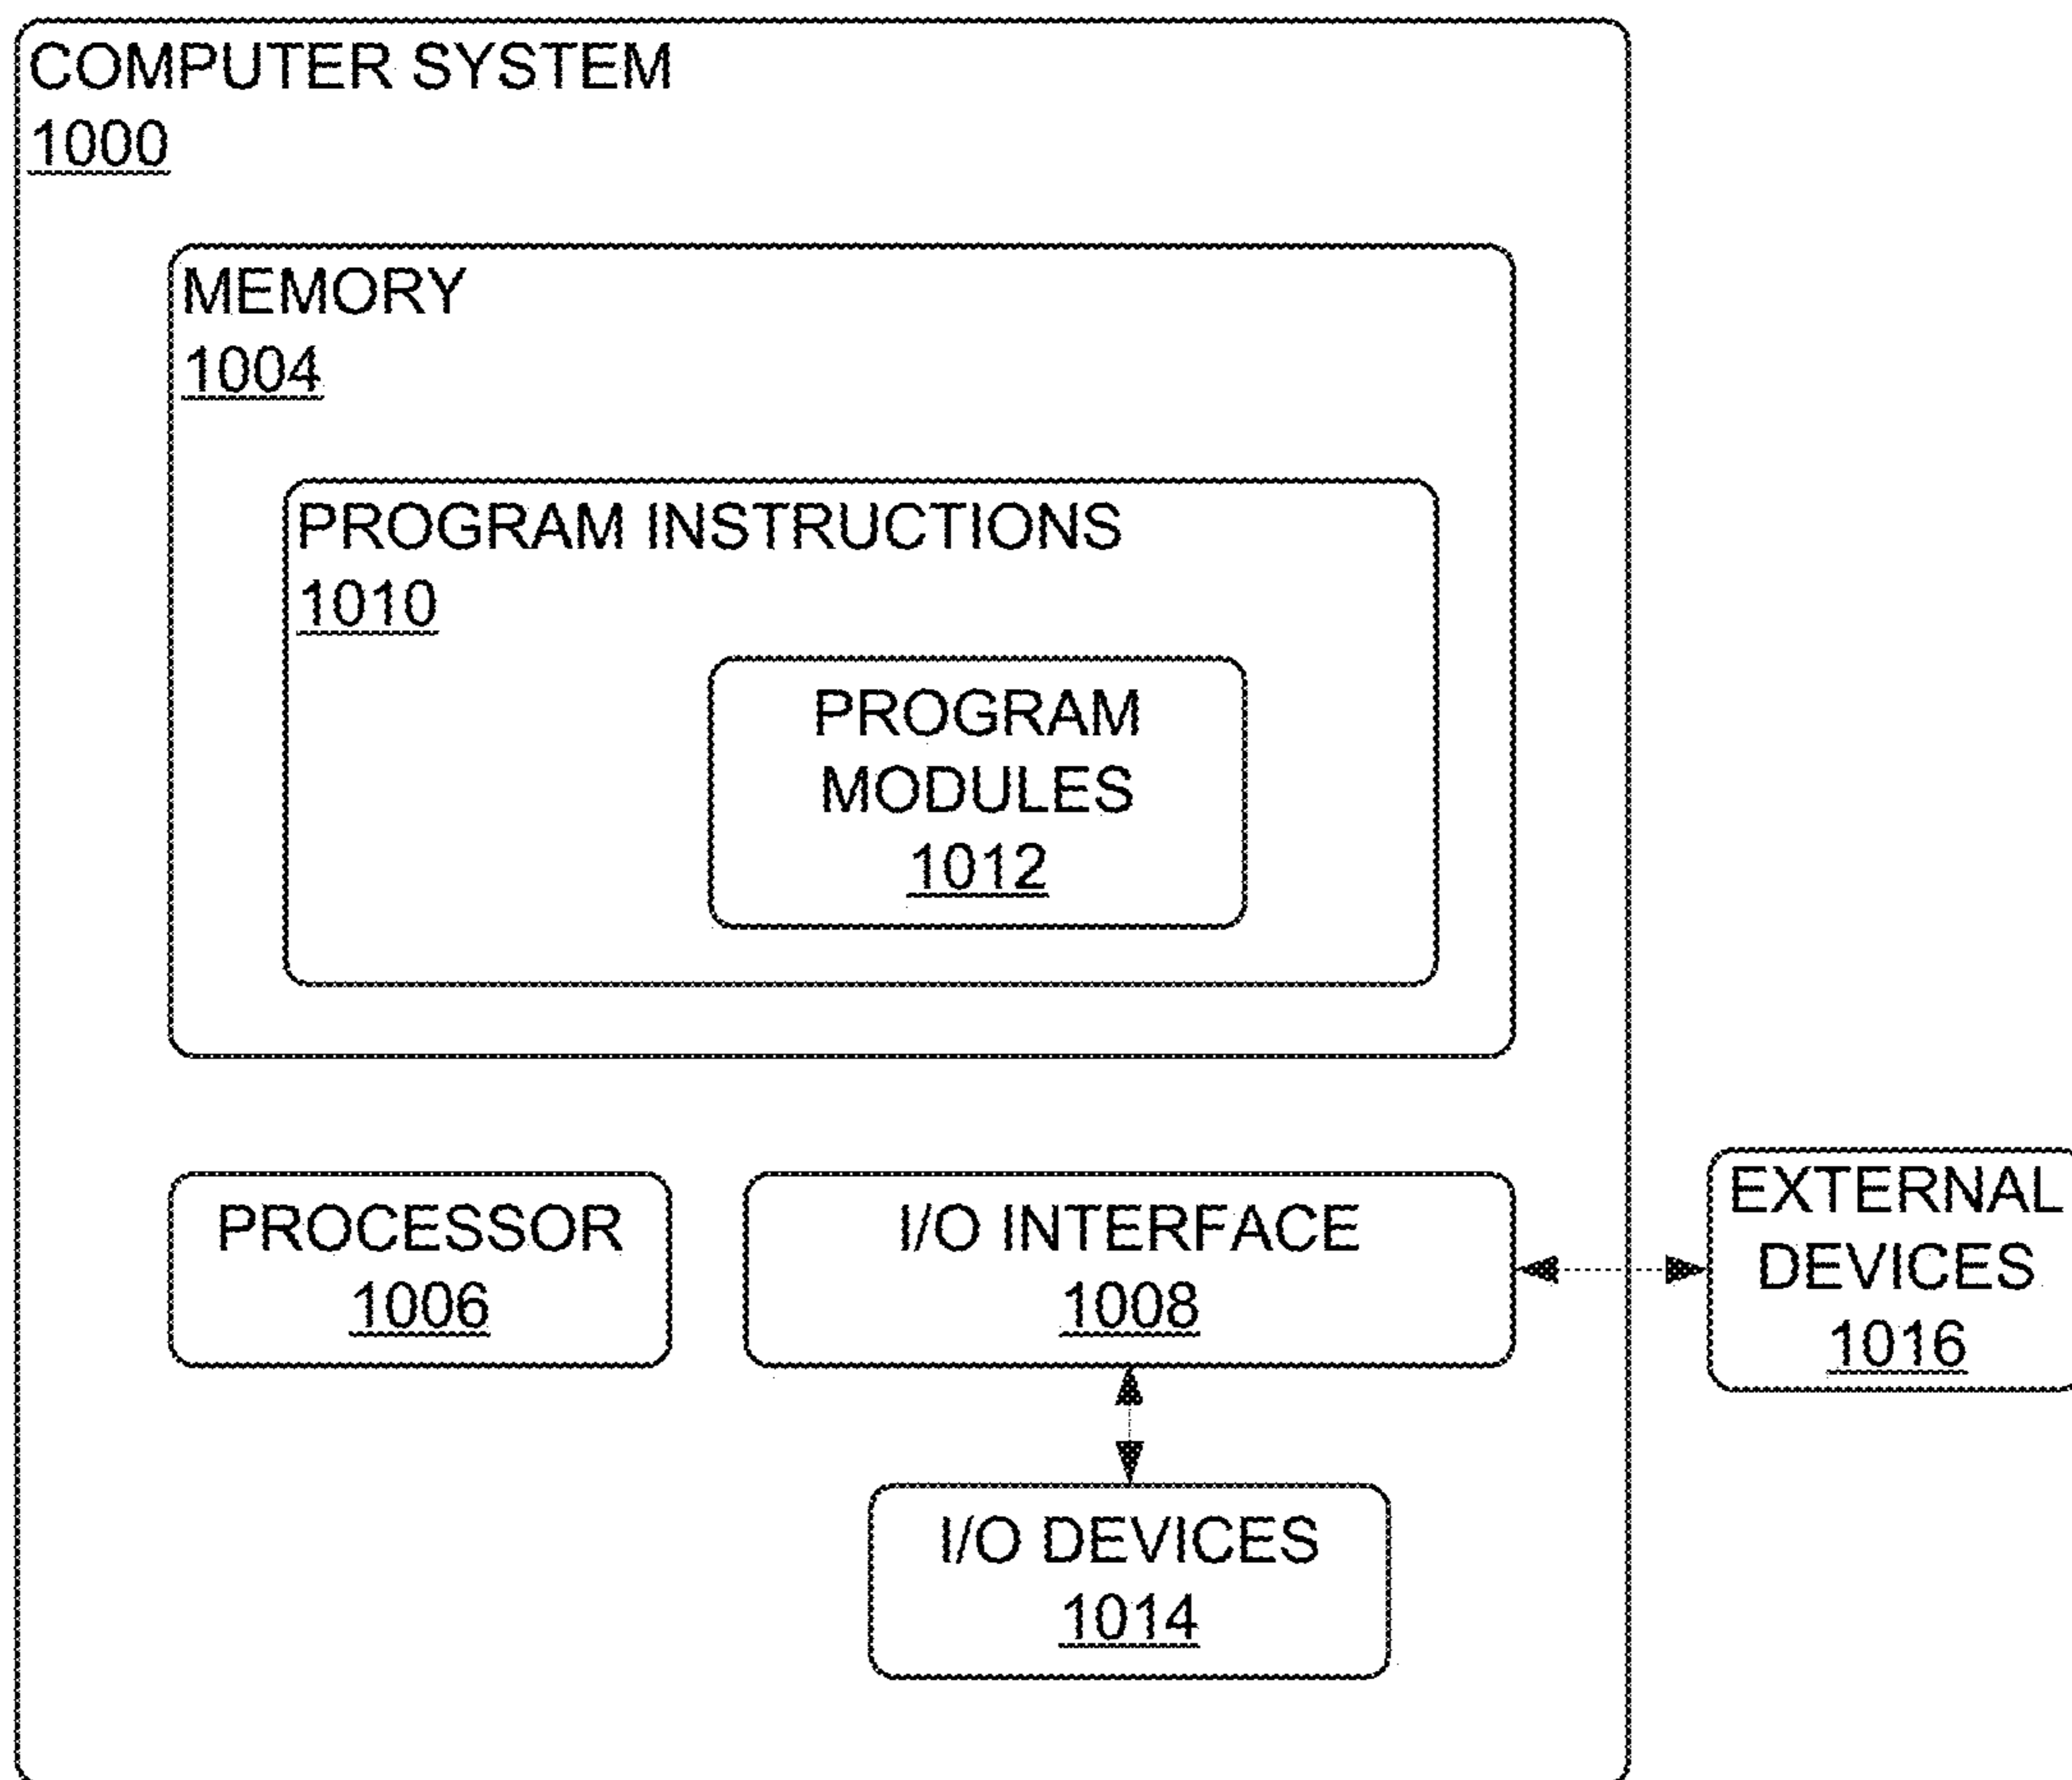 COMPUTER SYSTEM
1000
MEMORY
1004
PROGRAM INSTRUCTIONS
1010
PROGRAM
MODULES
1012
PROCESSOR
1006
I/O INTERFACE
1008
EXTERNAL
DEVICES
1016
I/O DEVICES
1014